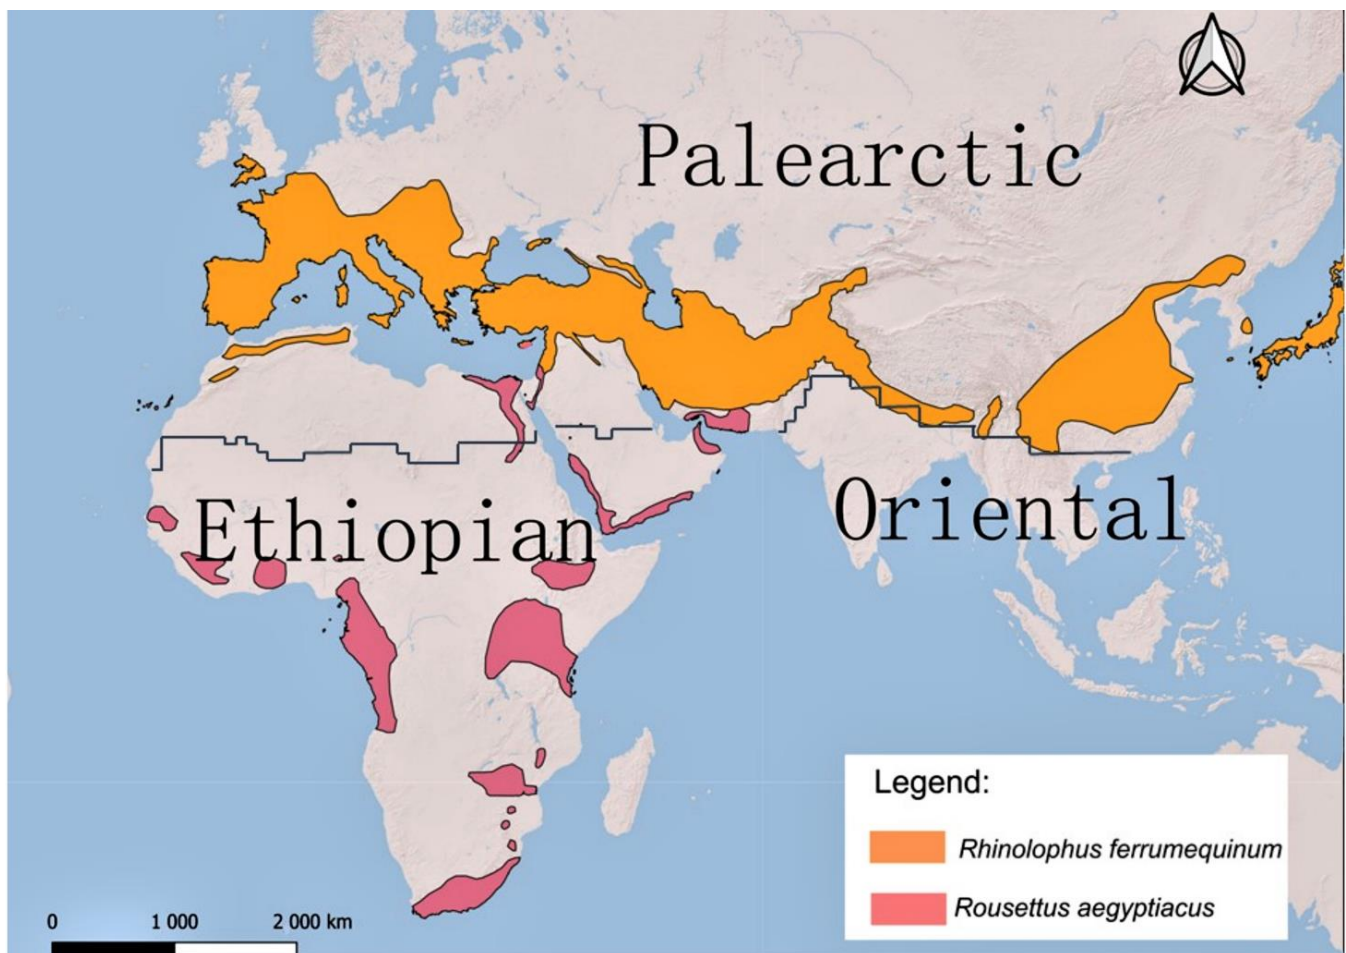 Palearctic
Ethiopian
Oriental
Legend:
Rhinolophus ferrumequinum
Rousettus aegyptiacus
0 1 000 2 000 km